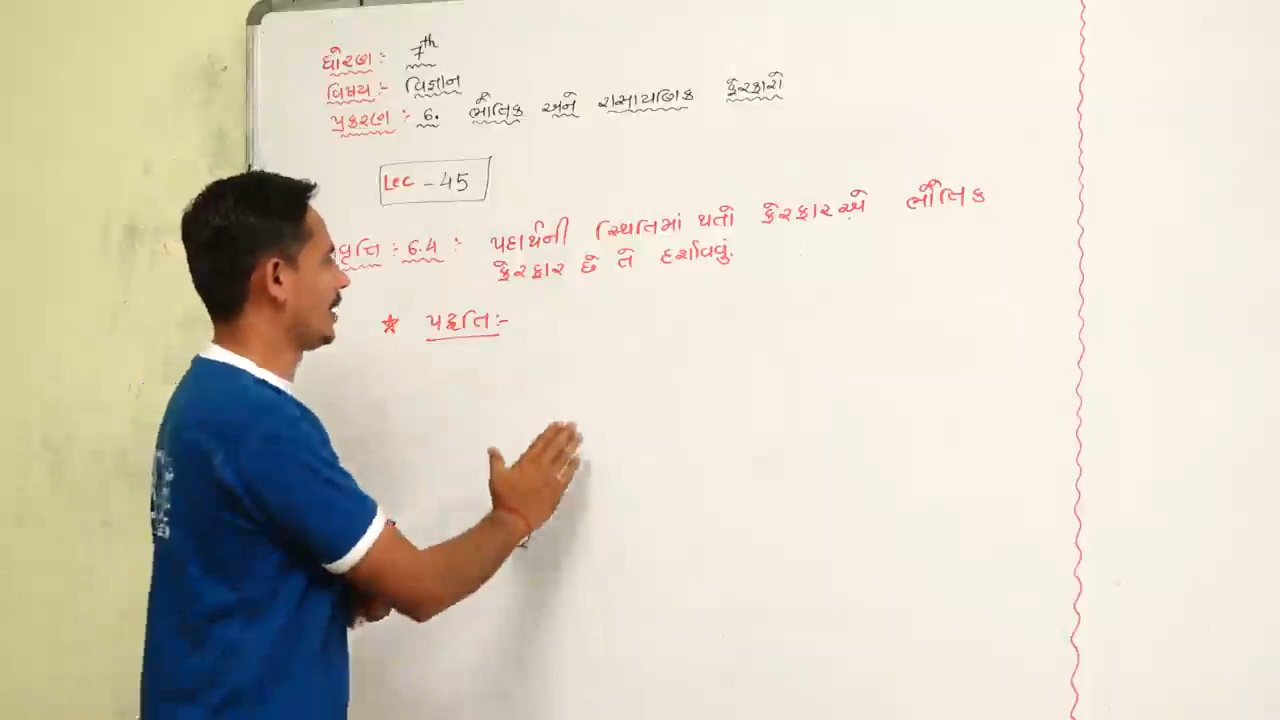 ધોરણ :- 7th
વિષય :- વિજ્ઞાન
પ્રકરણ :- 6. ભૌતિક અને રાસાયણિક ફેરફારો
Lec - 45
વૃત્તિ :- 6.4 :- પદાર્થની સ્થિતિમાં થતો ફેરફાર એ ભૌતિક
ફેરફાર છે તે દર્શાવવું.
☆ પદ્ધતિ :-